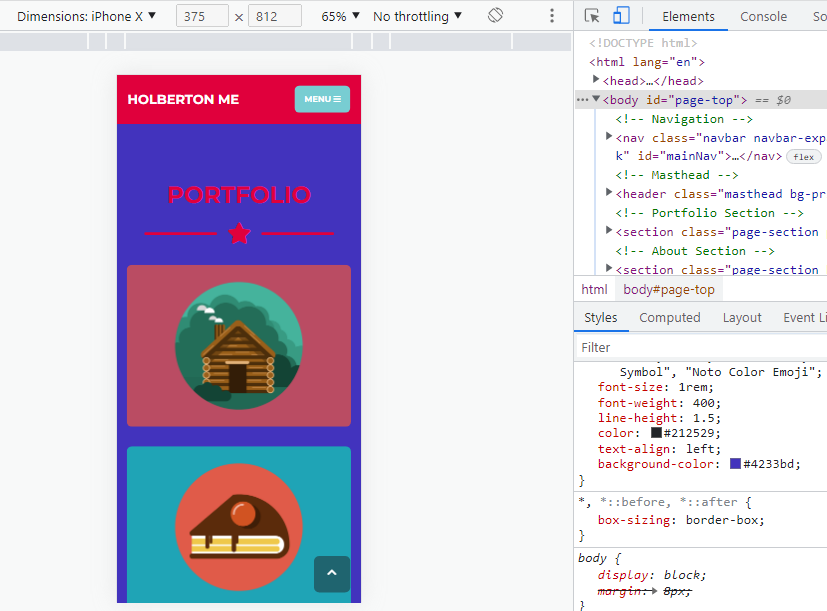 Dimensions: iPhone X ▼ 375 × 812 65% ▼ No throttling ▼
Elements Console So
<!DOCTYPE html>
<html lang="en">
▶<head>…</head>
…▼<body id="page-top"> == $0
<!-- Navigation -->
▶<nav class="navbar navbar-exp
k" id="mainNav">…</nav> flex
<!-- Masthead -->
▶<header class="masthead bg-pr
<!-- Portfolio Section -->
▶<section class="page-section
<!-- About Section -->
▶<section class="page-section
html body#page-top
Styles Computed Layout Event Li
Filter
Symbol", "Noto Color Emoji";
font-size: 1rem;
font-weight: 400;
line-height: 1.5;
color: #212529;
text-align: left;
background-color: #4233bd;
}
*, *::before, *::after {
box-sizing: border-box;
}
body {
display: block;
margin:▶ 8px;
}
HOLBERTON ME MENU
PORTFOLIO